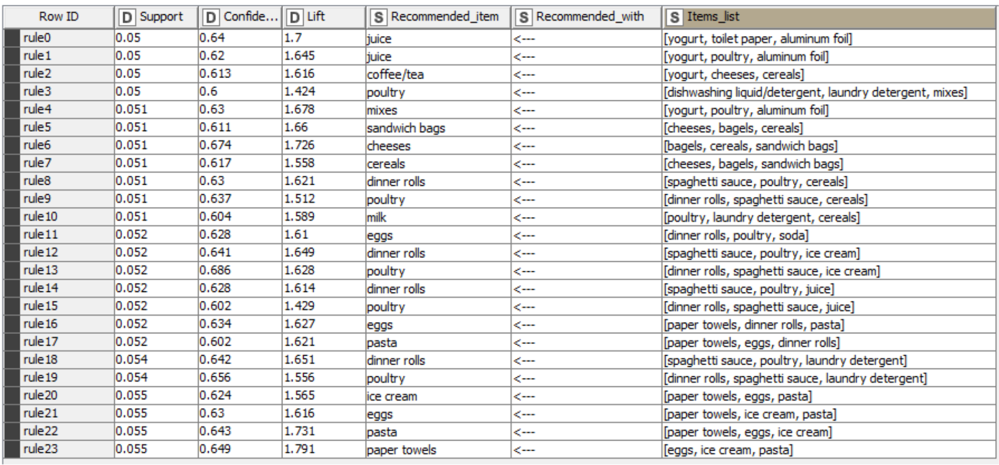 Row ID D Support D Confide... D Lift S Recommended_item S Recommended_with S Items_list
rule0 0.05 0.64 1.7 juice <--- [yogurt, toilet paper, aluminum foil]
rule1 0.05 0.62 1.645 juice <--- [yogurt, poultry, aluminum foil]
rule2 0.05 0.613 1.616 coffee/tea <--- [yogurt, cheeses, cereals]
rule3 0.05 0.6 1.424 poultry <--- [dishwashing liquid/detergent, laundry detergent, mixes]
rule4 0.051 0.63 1.678 mixes <--- [yogurt, poultry, aluminum foil]
rule5 0.051 0.611 1.66 sandwich bags <--- [cheeses, bagels, cereals]
rule6 0.051 0.674 1.726 cheeses <--- [bagels, cereals, sandwich bags]
rule7 0.051 0.617 1.558 cereals <--- [cheeses, bagels, sandwich bags]
rule8 0.051 0.63 1.621 dinner rolls <--- [spaghetti sauce, poultry, cereals]
rule9 0.051 0.637 1.512 poultry <--- [dinner rolls, spaghetti sauce, cereals]
rule10 0.051 0.604 1.589 milk <--- [poultry, laundry detergent, cereals]
rule11 0.052 0.628 1.61 eggs <--- [dinner rolls, poultry, soda]
rule12 0.052 0.641 1.649 dinner rolls <--- [spaghetti sauce, poultry, ice cream]
rule13 0.052 0.686 1.628 poultry <--- [dinner rolls, spaghetti sauce, ice cream]
rule14 0.052 0.628 1.614 dinner rolls <--- [spaghetti sauce, poultry, juice]
rule15 0.052 0.602 1.429 poultry <--- [dinner rolls, spaghetti sauce, juice]
rule16 0.052 0.634 1.627 eggs <--- [paper towels, dinner rolls, pasta]
rule17 0.052 0.602 1.621 pasta <--- [paper towels, eggs, dinner rolls]
rule18 0.054 0.642 1.651 dinner rolls <--- [spaghetti sauce, poultry, laundry detergent]
rule19 0.054 0.656 1.556 poultry <--- [dinner rolls, spaghetti sauce, laundry detergent]
rule20 0.055 0.624 1.565 ice cream <--- [paper towels, eggs, pasta]
rule21 0.055 0.63 1.616 eggs <--- [paper towels, ice cream, pasta]
rule22 0.055 0.643 1.731 pasta <--- [paper towels, eggs, ice cream]
rule23 0.055 0.649 1.791 paper towels <--- [eggs, ice cream, pasta]